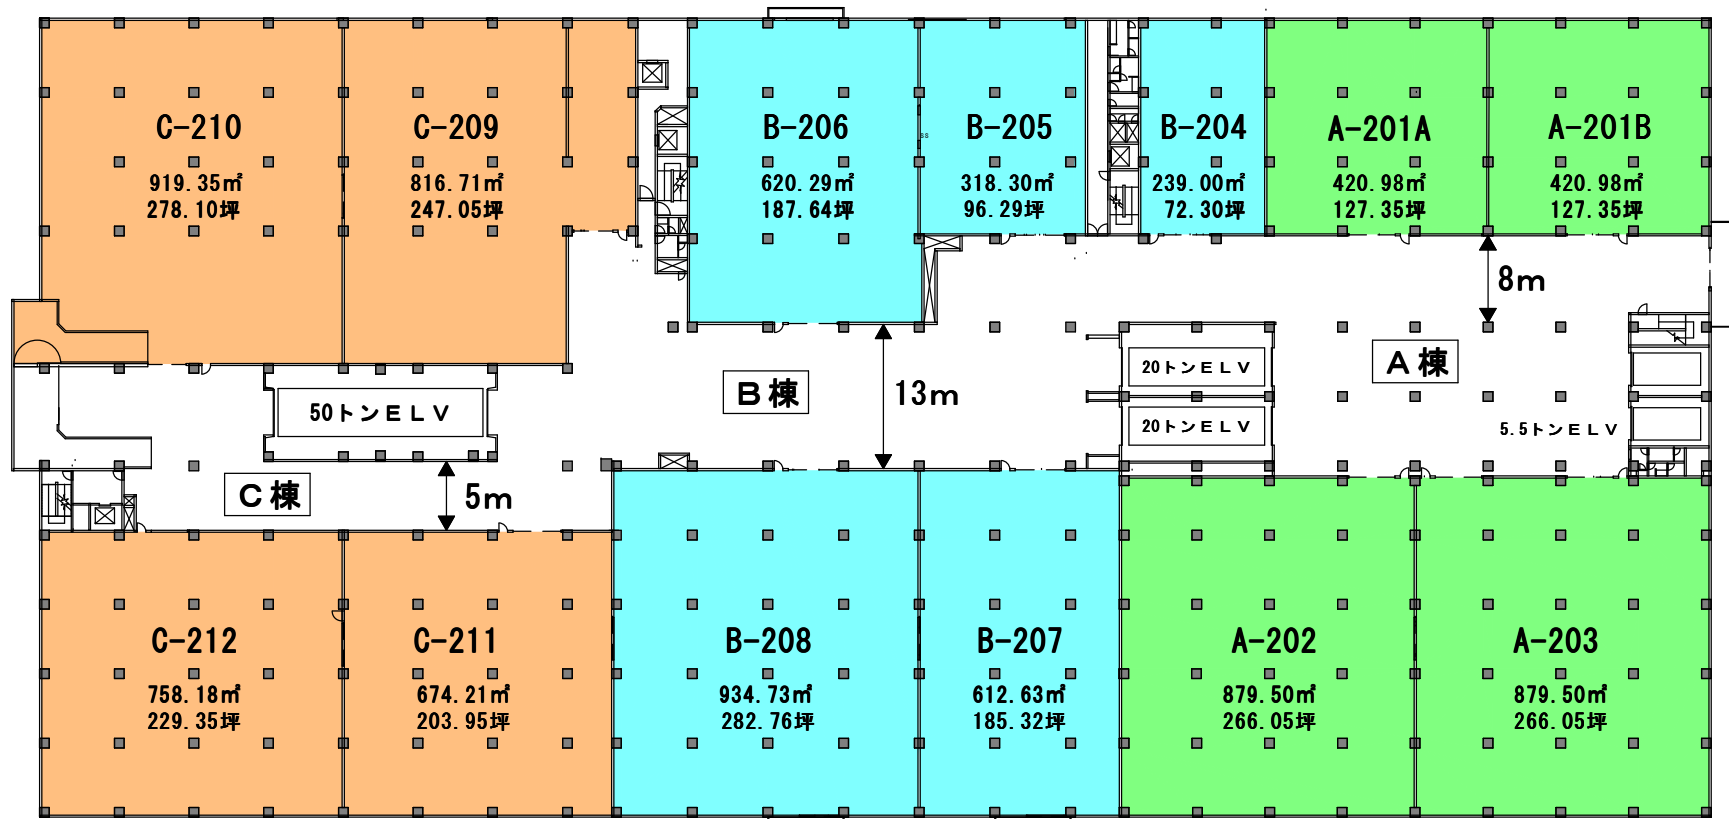 C-210
919.35㎡
278.10坪
C-209
816.71㎡
247.05坪
B-206
620.29㎡
187.64坪
SS
B-205
318.30㎡
96.29坪
B-204
239.00㎡
72.30坪
A-201A
420.98㎡
127.35坪
A-201B
420.98㎡
127.35坪
8m
50トンＥＬＶ
B棟
13m
20トンＥＬＶ
20トンＥＬＶ
A棟
5.5トンＥＬＶ
C棟
5m
C-212
758.18㎡
229.35坪
C-211
674.21㎡
203.95坪
B-208
934.73㎡
282.76坪
B-207
612.63㎡
185.32坪
A-202
879.50㎡
266.05坪
A-203
879.50㎡
266.05坪